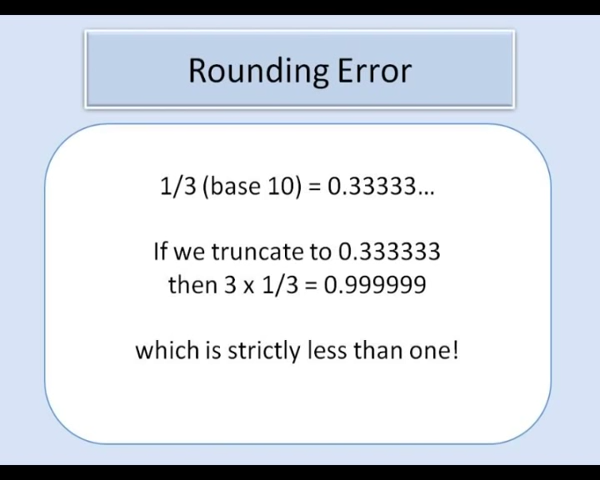 Rounding Error
1/3 (base 10) = 0.33333...
If we truncate to 0.333333
then 3 x 1/3 = 0.999999
which is strictly less than one!